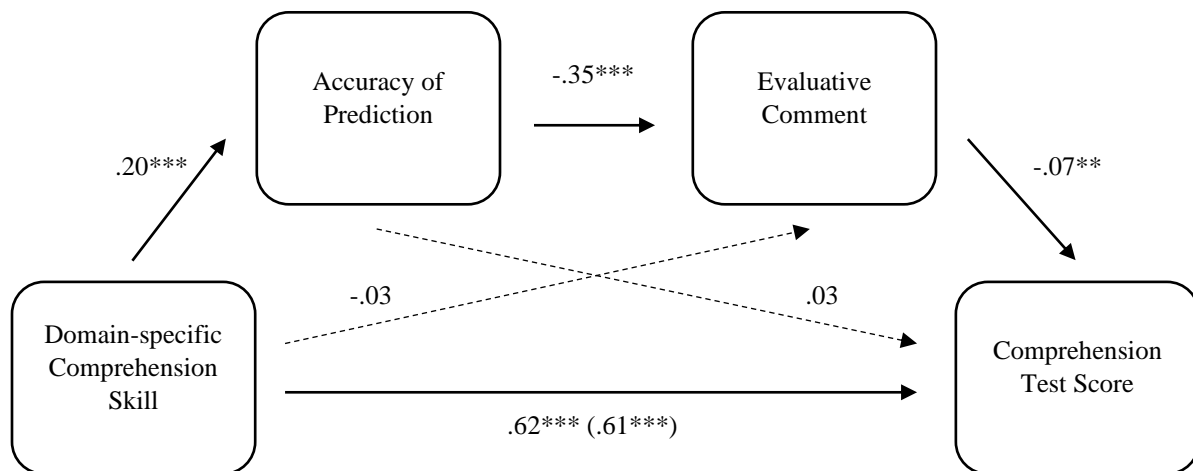 Accuracy of
Prediction
-.35***
Evaluative
Comment
.20***
-.07**
Domain-specific
Comprehension
Skill
-.03
.03
Comprehension
Test Score
.62*** (.61***)